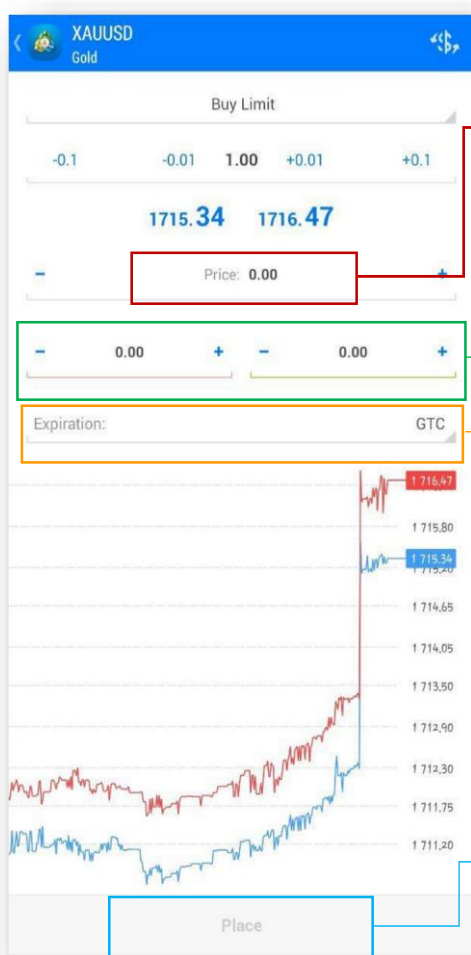 XAUUSD
Gold
Buy Limit
-0.1 -0.01 1.00 +0.01 +0.1
1715.34 1716.47
- Price: 0.00 +
- 0.00 + - 0.00 +
Expiration: GTC
1 716,47
1 715,80
1 715,34
1 715,20
1 714,65
1 714,05
1 713,50
1 712,90
1 712,30
1 711,75
1 711,20
Place